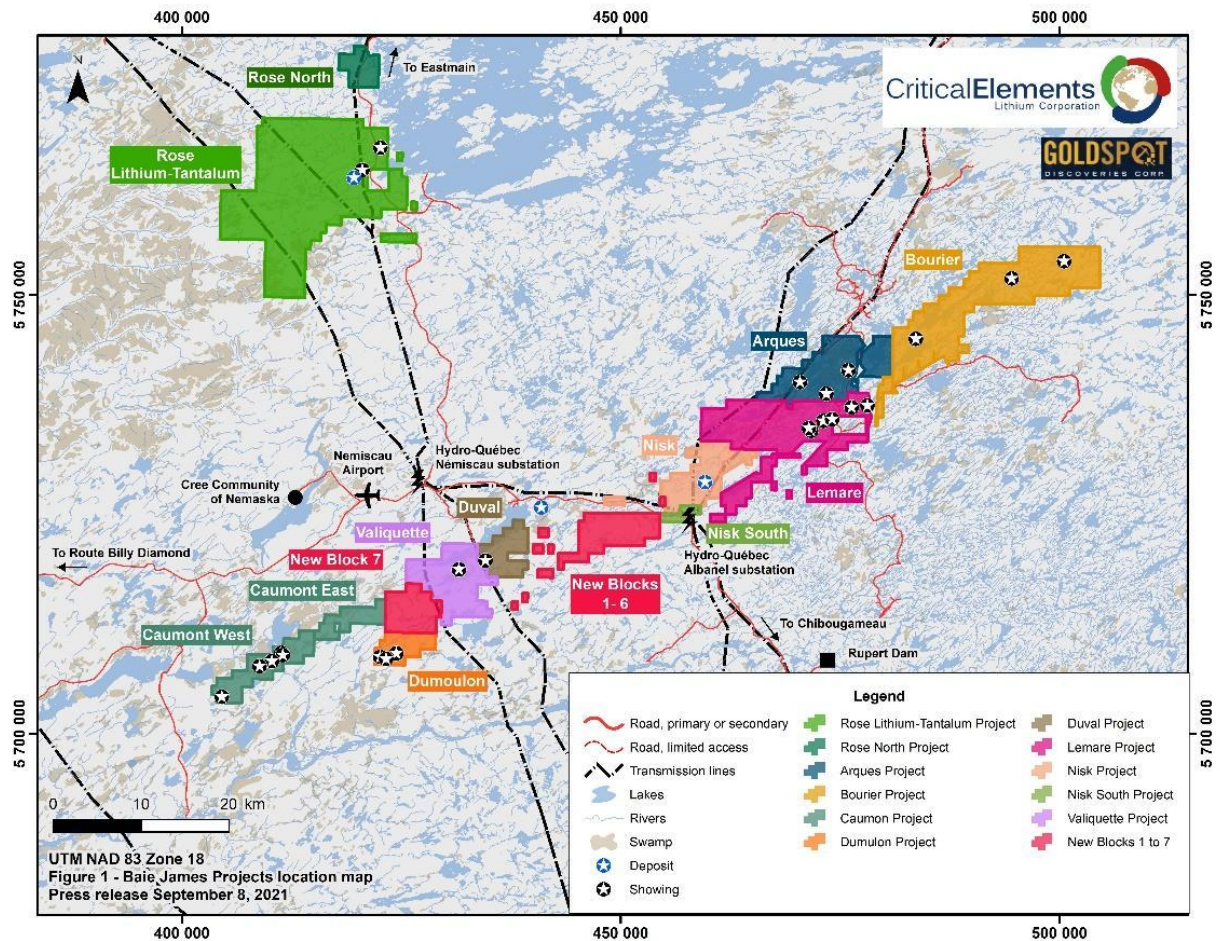 400 000
450 000
500 000
N
Rose North
To Eastmain
CriticalElements
Lithium Corporation
GOLDSPOT
DISCOVERIES CORP.
Rose
Lithium-Tantalum
Bourier
5 750 000
5 750 000
Arques
Nisk
Hydro-Québec
Némiscau substation
Nemiscau
Airport
Cree Community
of Nemaska
Lemare
Duval
Valiquette
Nisk South
To Route Billy Diamond
New Block 7
Hydro-Québec
Albanel substation
New Blocks
1- 6
Caumont East
To Chibougameau
Caumont West
Rupert Dam
Dumoulon
Legend
Road, primary or secondary
Road, limited access
Transmission lines
Lakes
Rivers
Swamp
Deposit
Showing
Rose Lithium-Tantalum Project
Rose North Project
Arques Project
Bourier Project
Caumon Project
Dumulon Project
Duval Project
Lemare Project
Nisk Project
Nisk South Project
Valiquette Project
New Blocks 1 to 7
5 700 000
5 700 000
0 10 20 km
UTM NAD 83 Zone 18
Figure 1 - Baie James Projects location map
Press release September 8, 2021
400 000
450 000
500 000